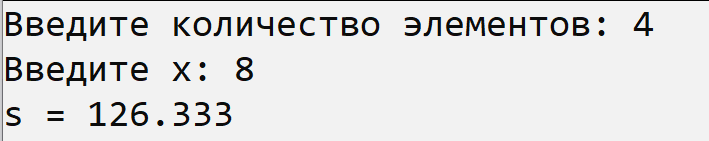 Введите количество элементов: 4
Введите x: 8
s = 126.333